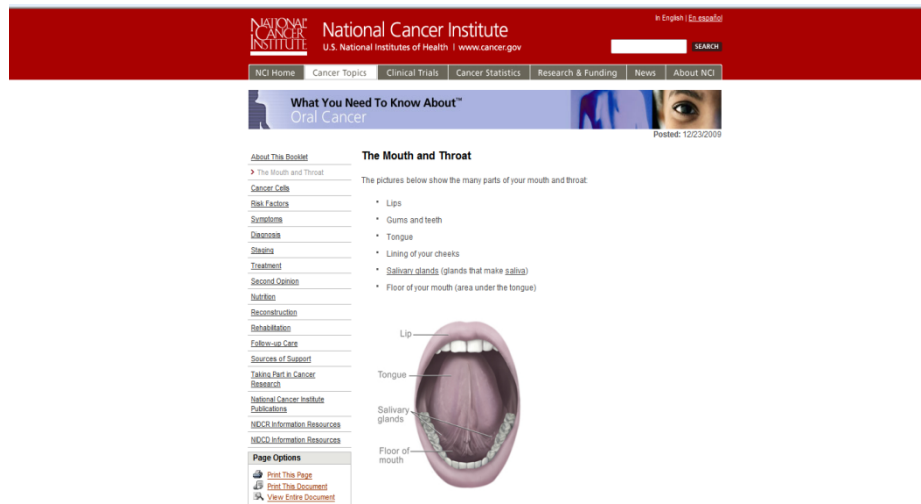 NATIONAL
CANCER
INSTITUTE
National Cancer Institute
U.S. National Institutes of Health | www.cancer.gov
In English | En español
SEARCH
NCI Home
Cancer Topics
Clinical Trials
Cancer Statistics
Research & Funding
News
About NCI
What You Need To Know About™
Oral Cancer
Posted: 12/23/2009
About This Booklet
The Mouth and Throat
Cancer Cells
Risk Factors
Symptoms
Diagnosis
Staging
Treatment
Second Opinion
Nutrition
Reconstruction
Rehabilitation
Follow-up Care
Sources of Support
Taking Part in Cancer
Research
National Cancer Institute
Publications
NIDCR Information Resources
NIDCD Information Resources
Page Options
Print This Page
Print This Document
View Entire Document
The Mouth and Throat
The pictures below show the many parts of your mouth and throat:
• Lips
• Gums and teeth
• Tongue
• Lining of your cheeks
• Salivary glands (glands that make saliva)
• Floor of your mouth (area under the tongue)
Lip
Tongue
Salivary
glands
Floor of
mouth